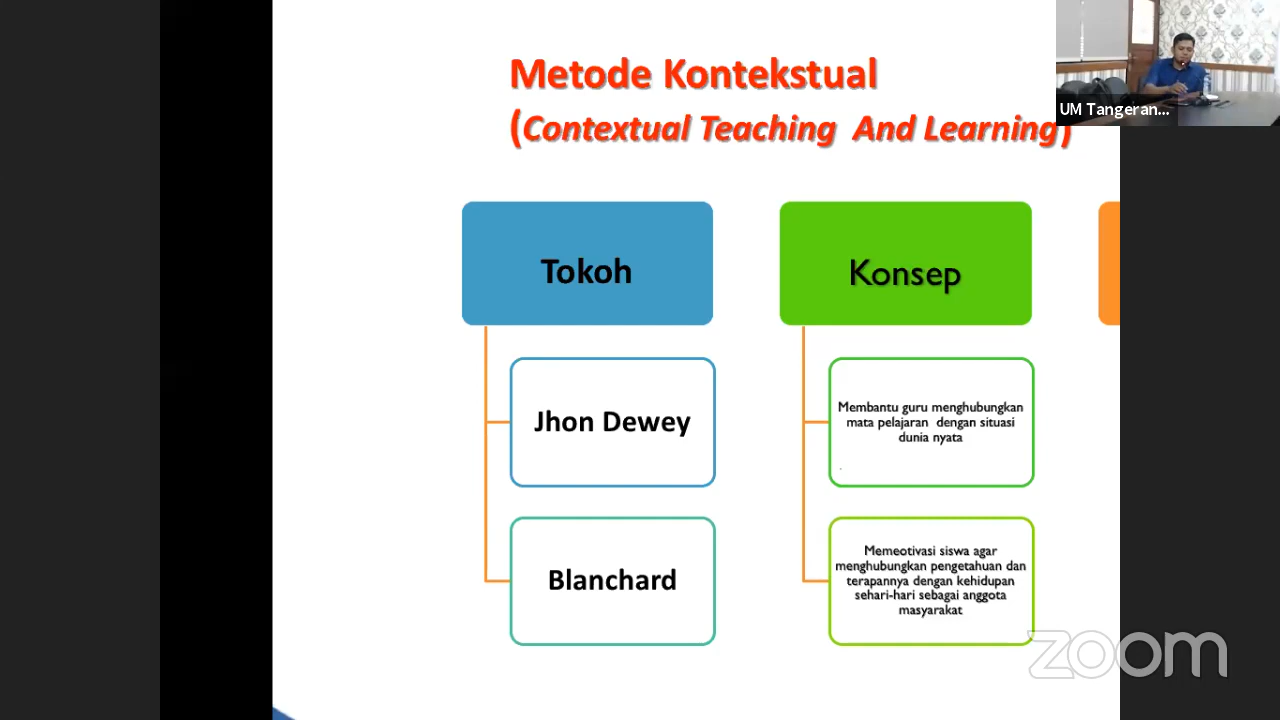 Metode Kontekstual
(Contextual Teaching And Learning)
UM Tangeran...
Tokoh
Jhon Dewey
Blanchard
Konsep
Membantu guru menghubungkan
mata pelajaran dengan situasi
dunia nyata
Memeotivasi siswa agar
menghubungkan pengetahuan dan
terapannya dengan kehidupan
sehari-hari sebagai anggota
masyarakat
zoom